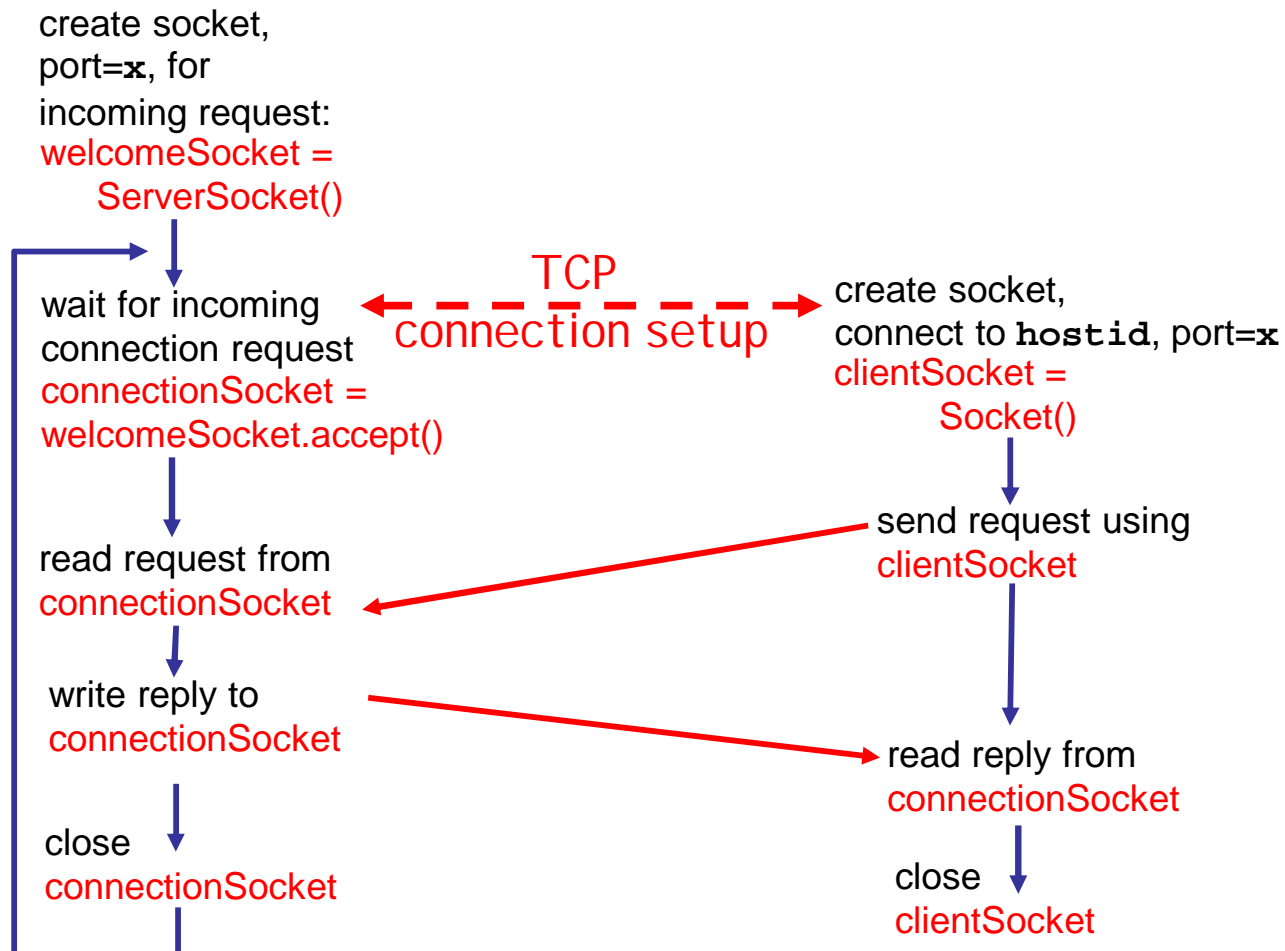 create socket,
port=x, for
incoming request:
welcomeSocket =
ServerSocket()
TCP
connection setup
wait for incoming
connection request
connectionSocket =
welcomeSocket.accept()
create socket,
connect to hostid, port=x
clientSocket =
Socket()
send request using
clientSocket
read request from
connectionSocket
write reply to
connectionSocket
read reply from
connectionSocket
close
connectionSocket
close
clientSocket